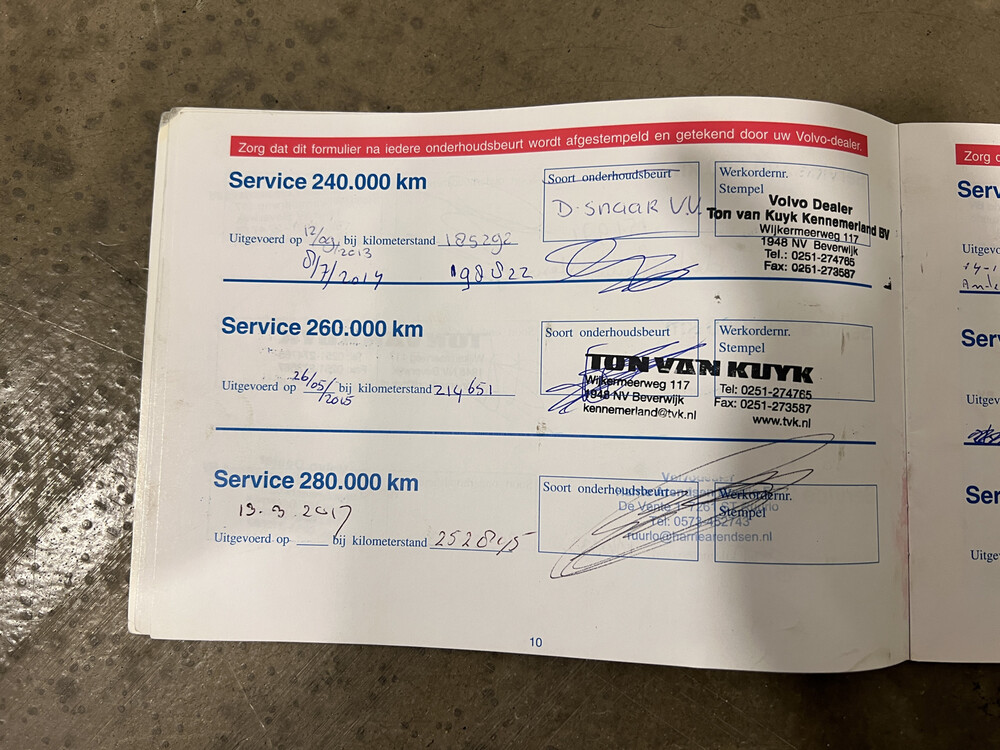 Zorg dat dit formulier na iedere onderhoudsbeurt wordt afgestempeld en getekend door uw Volvo-dealer.
Service 240.000 km
Soort onderhoudsbeurt
D-snaar V.V.
Werkordernr.
Stempel
Volvo Dealer
Ton van Kuyk Kennemerland BV
Wijkermeerweg 117
1948 NV Beverwijk
Tel.: 0251-274765
Fax: 0251-273587
Uitgevoerd op 12/09/2013 bij kilometerstand 185292
8/7/2014 198822
Service 260.000 km
Soort onderhoudsbeurt
Werkordernr.
Stempel
TON VAN KUYK
Wijkermeerweg 117
1948 NV Beverwijk
kennemerland@tvk.nl
Tel: 0251-274765
Fax: 0251-273587
www.tvk.nl
Uitgevoerd op 26/05/2015 bij kilometerstand 214651
Service 280.000 km
Soort onderhoudsbeurt
Werkordernr.
Stempel
De Vente
Tel: 0573-452743
ruurlo@harriearendsen.nl
13.3.2017
Uitgevoerd op bij kilometerstand 252845
10
Zorg